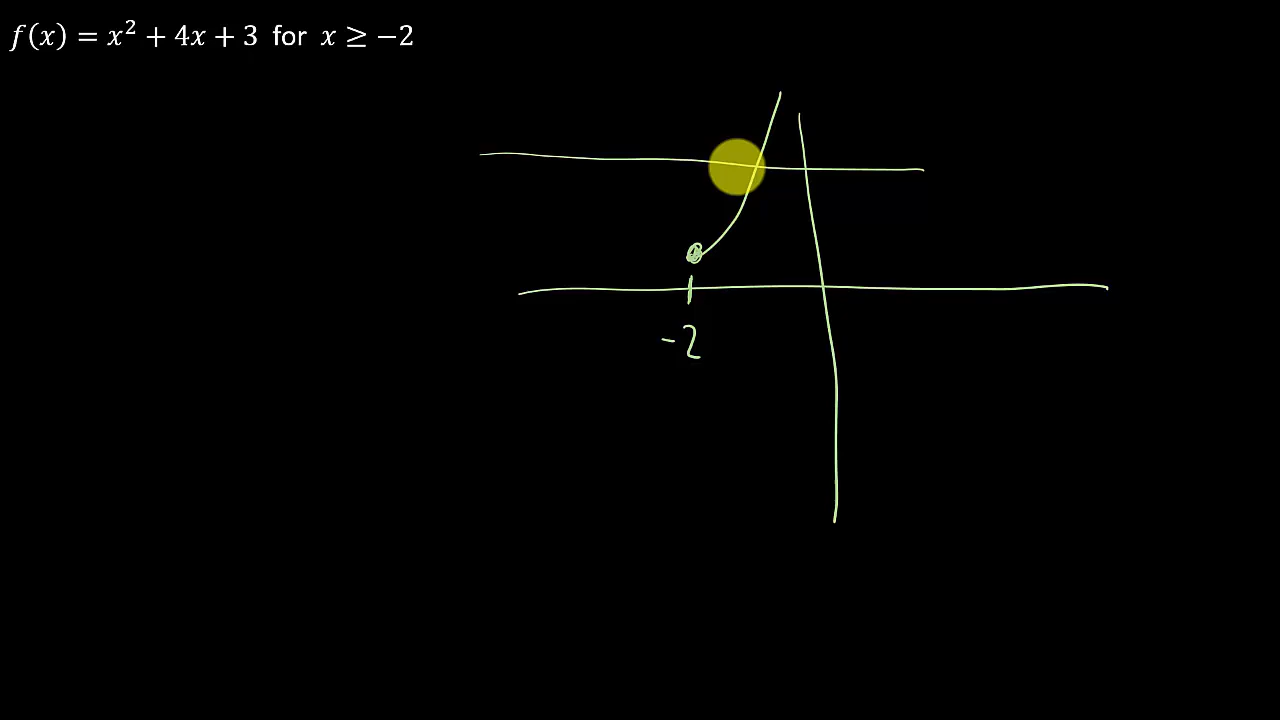 f(x) = x² + 4x + 3 for x ≥ −2
-2